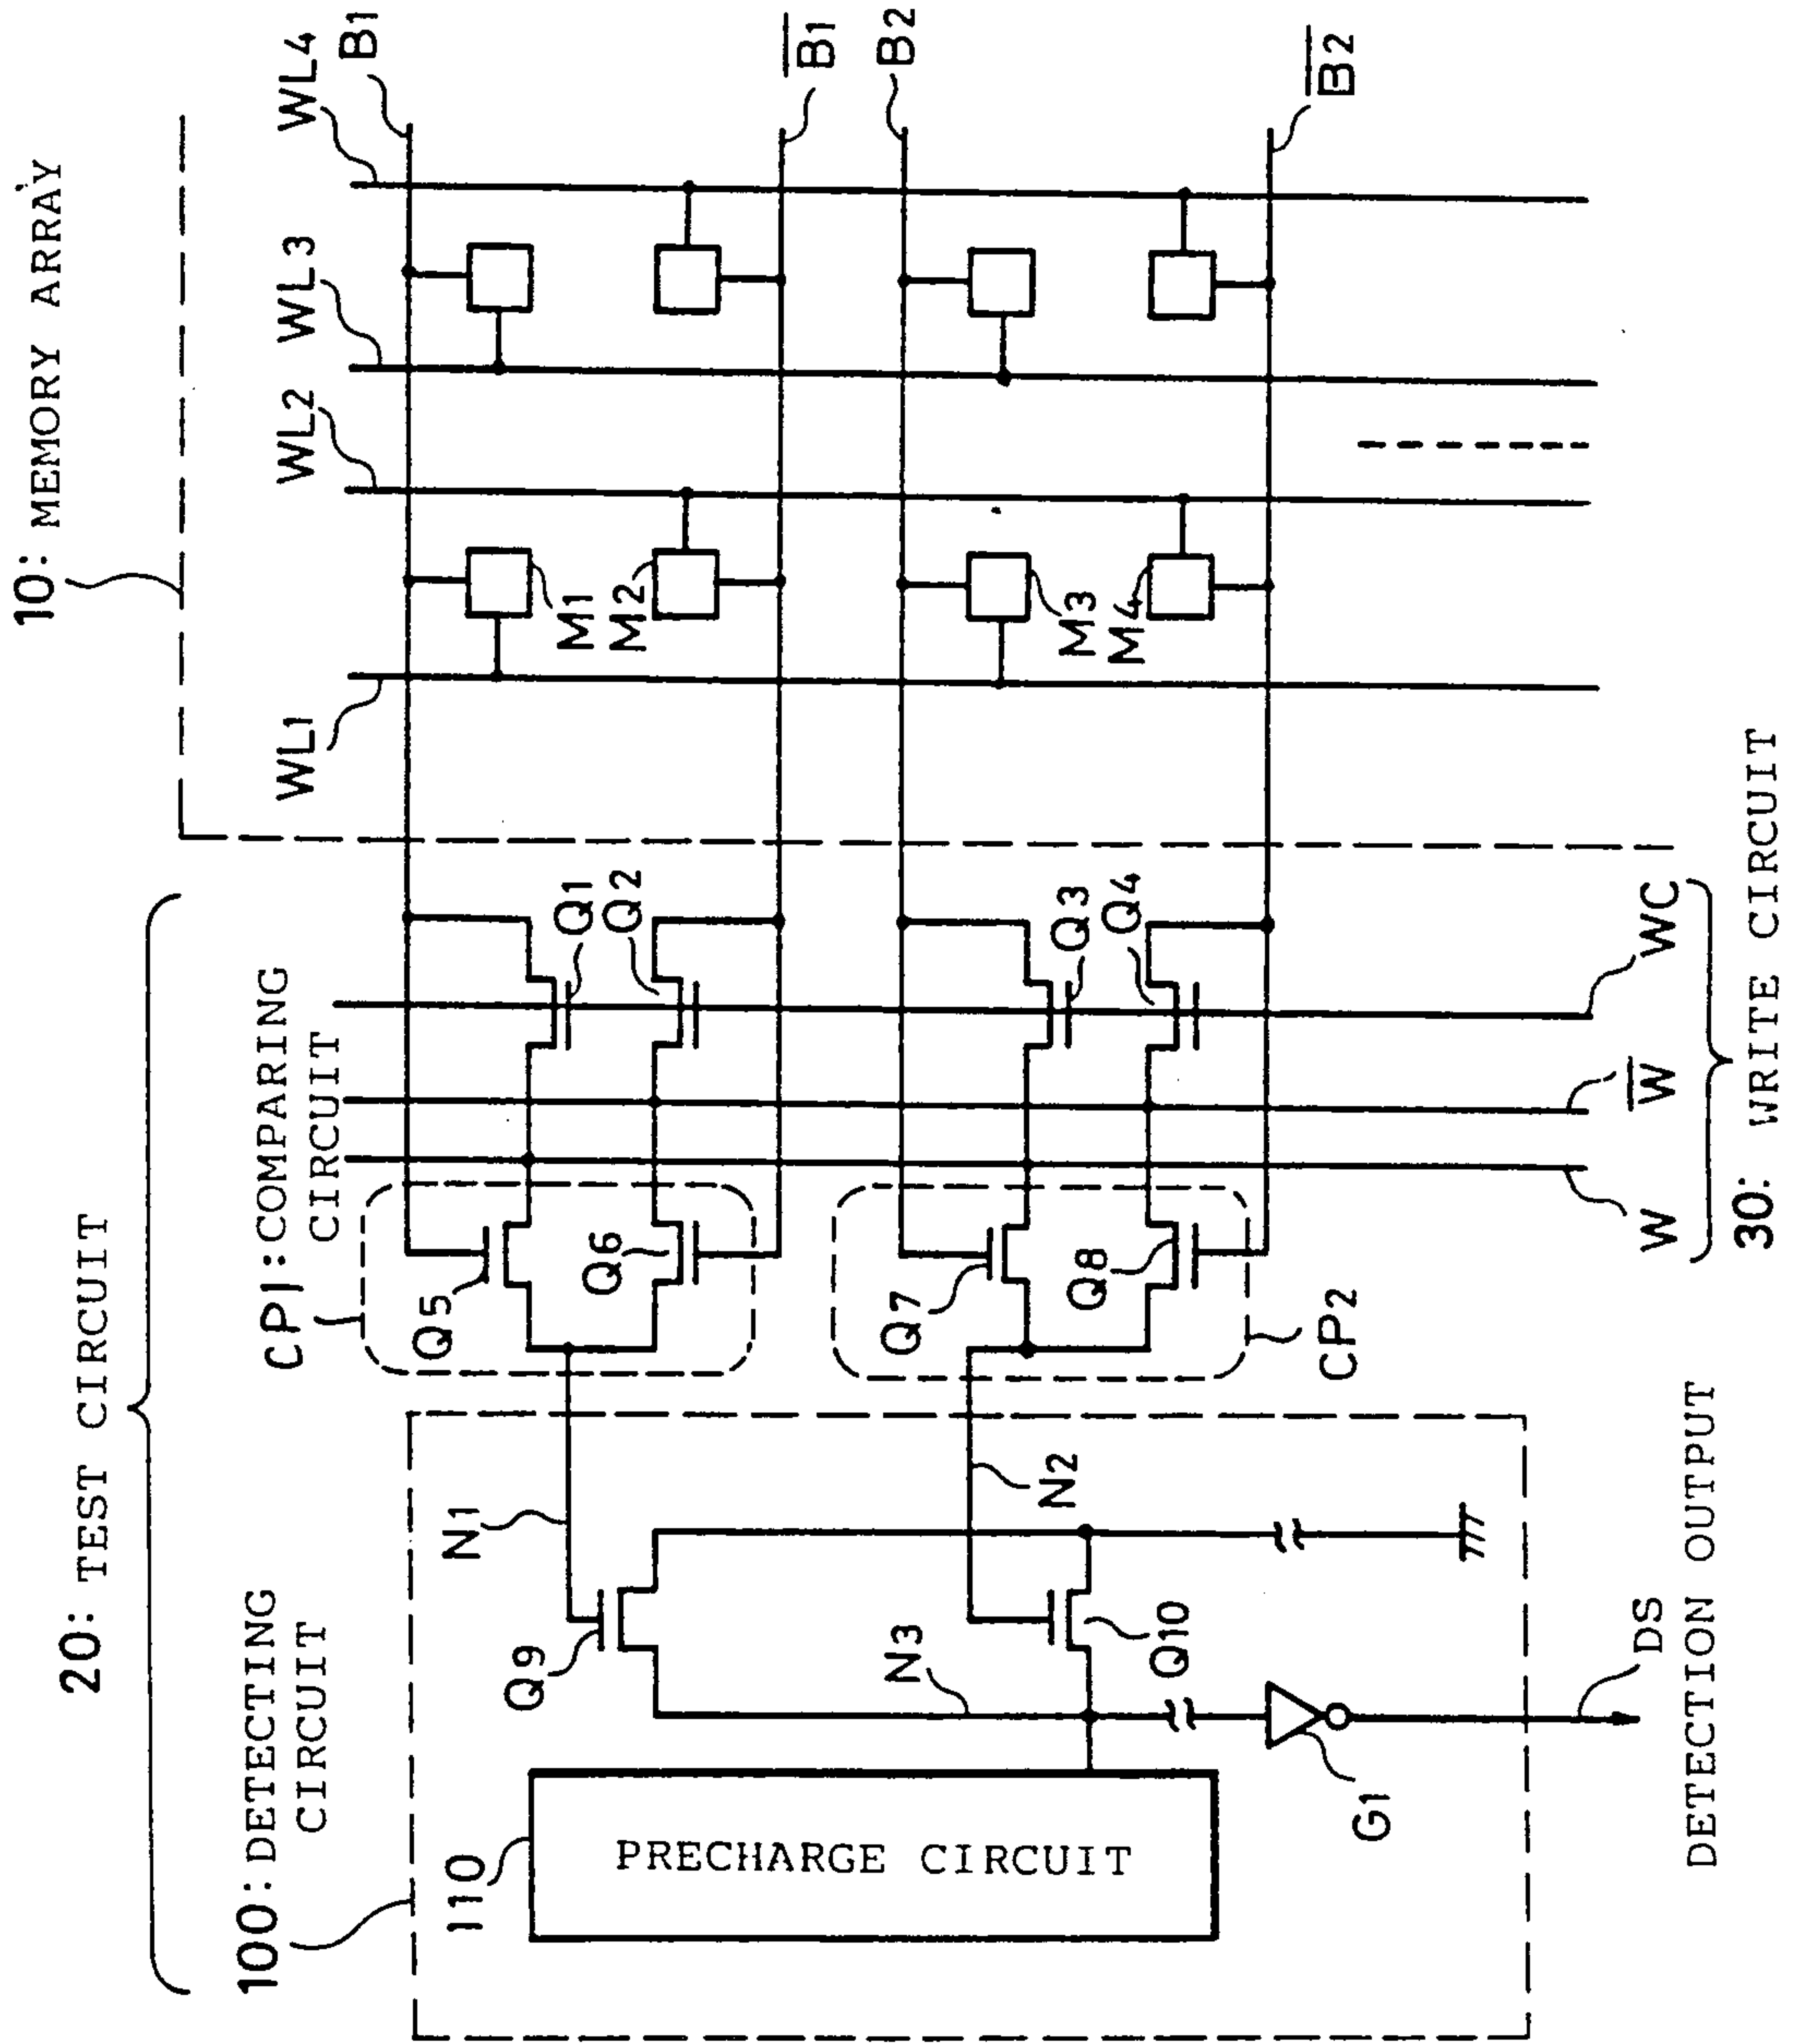 10: MEMORY ARRAY
20: TEST CIRCUIT
100: DETECTING
CIRCUIT
CP1: COMPARING
CIRCUIT
WL1
WL2
WL3
WL4
B1
B1
B2
B2
M1
M2
M3
M4
Q1
Q2
Q3
Q4
Q5
Q6
Q7
Q8
CP2
N1
N2
N3
Q9
Q10
110
PRECHARGE CIRCUIT
G1
DS
DETECTION OUTPUT
W
W
WC
30: WRITE CIRCUIT